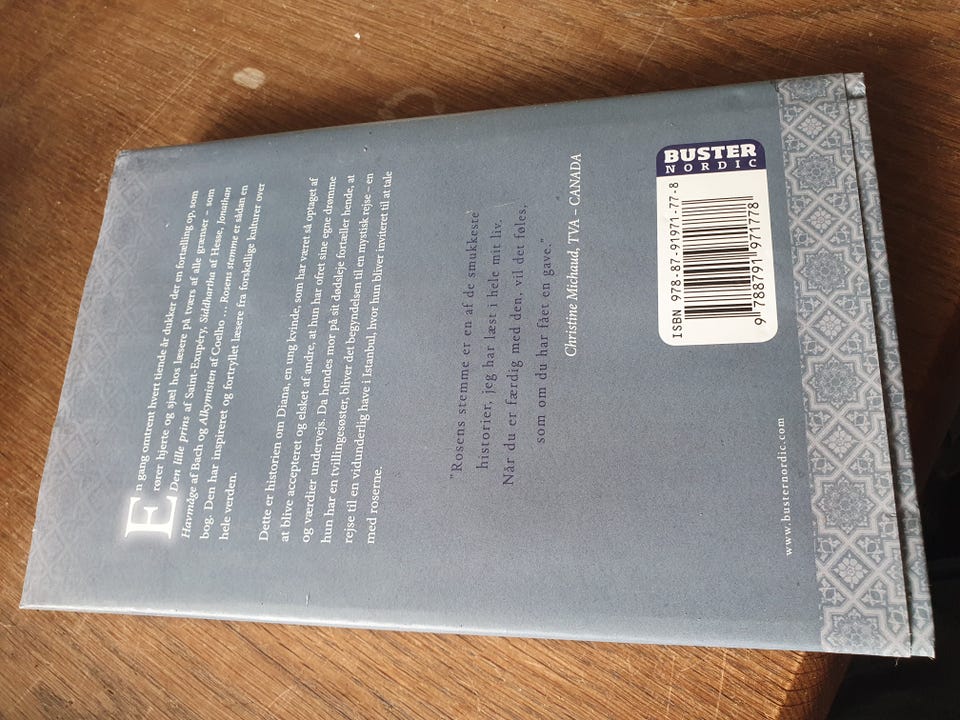 En gang omtrent hvert tiende år dukker der en fortælling op, som
rører hjerte og sjæl hos læsere på tværs af alle grænser – som
Den lille prins af Saint-Exupéry, Siddhartha af Hesse, Jonathan
Havmåge af Bach og Alkymisten af Coelho … Rosens stemme er sådan en
bog. Den har inspireret og fortryllet læsere fra forskellige kulturer over
hele verden.
Dette er historien om Diana, en ung kvinde, som har været så optaget af
at blive accepteret og elsket af andre, at hun har ofret sine egne drømme
og værdier undervejs. Da hendes mor på sit dødsleje fortæller hende, at
hun har en tvillingesøster, bliver det begyndelsen til en mystisk rejse – en
rejse til en vidunderlig have i Istanbul, hvor hun bliver inviteret til at tale
med roserne.
"Rosens stemme er en af de smukkeste
historier, jeg har læst i hele mit liv.
Når du er færdig med den, vil det føles,
som om du har fået en gave."
Christine Michaud, TVA – CANADA
BUSTER
NORDIC
ISBN 978-87-91971-77-8
9 788791 971778
www.busternordic.com